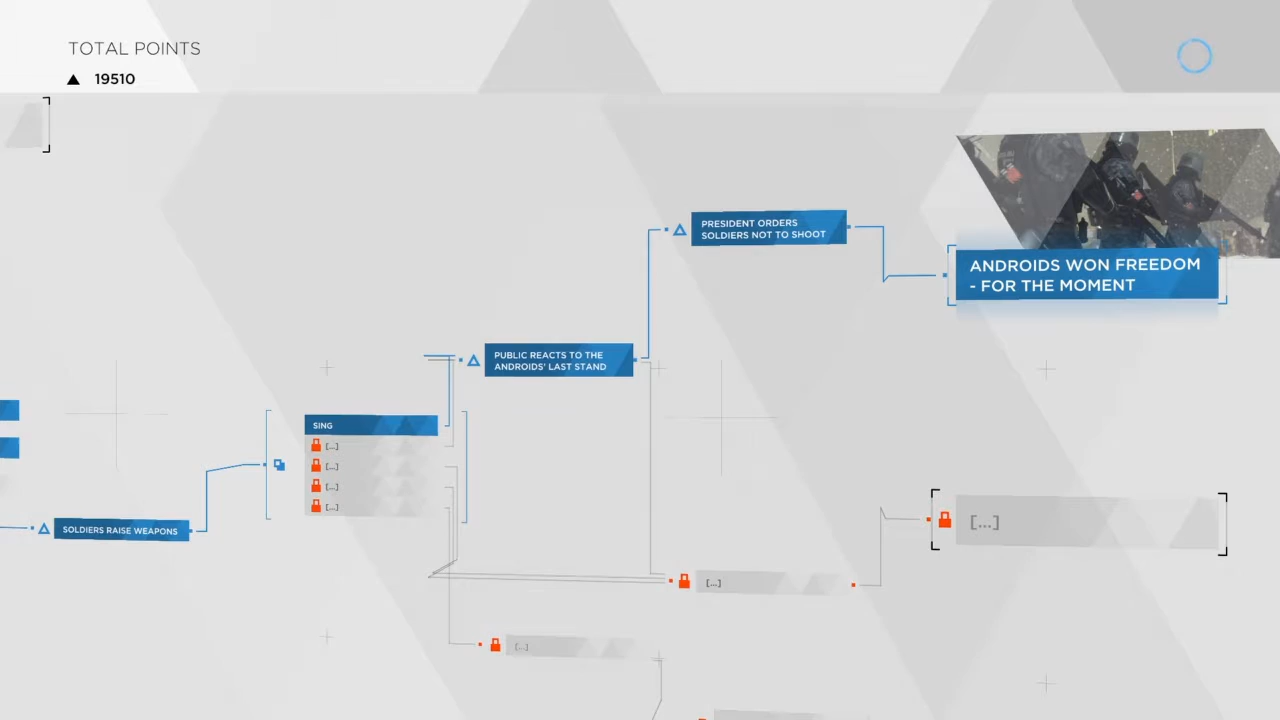 TOTAL POINTS
19510
PRESIDENT ORDERS
SOLDIERS NOT TO SHOOT
ANDROIDS WON FREEDOM
- FOR THE MOMENT
PUBLIC REACTS TO THE
ANDROIDS' LAST STAND
SING
[...]
[...]
[...]
[...]
SOLDIERS RAISE WEAPONS
[...]
[...]
[...]